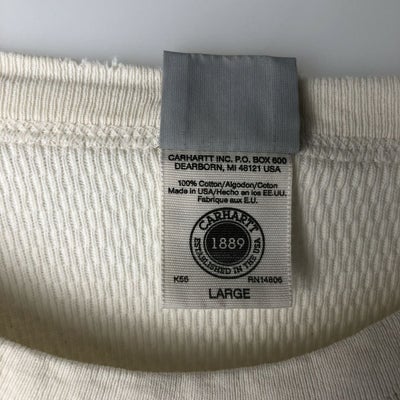 CARHARTT INC. P.O. BOX 600
DEARBORN, MI 48121 USA
100% Cotton/Algodon/Coton
Made in USA/Hecho en los EE.UU.
Fabrique aux E.U.
CARHARTT
1889
ESTABLISHED IN THE USA
K55 RN14806
LARGE